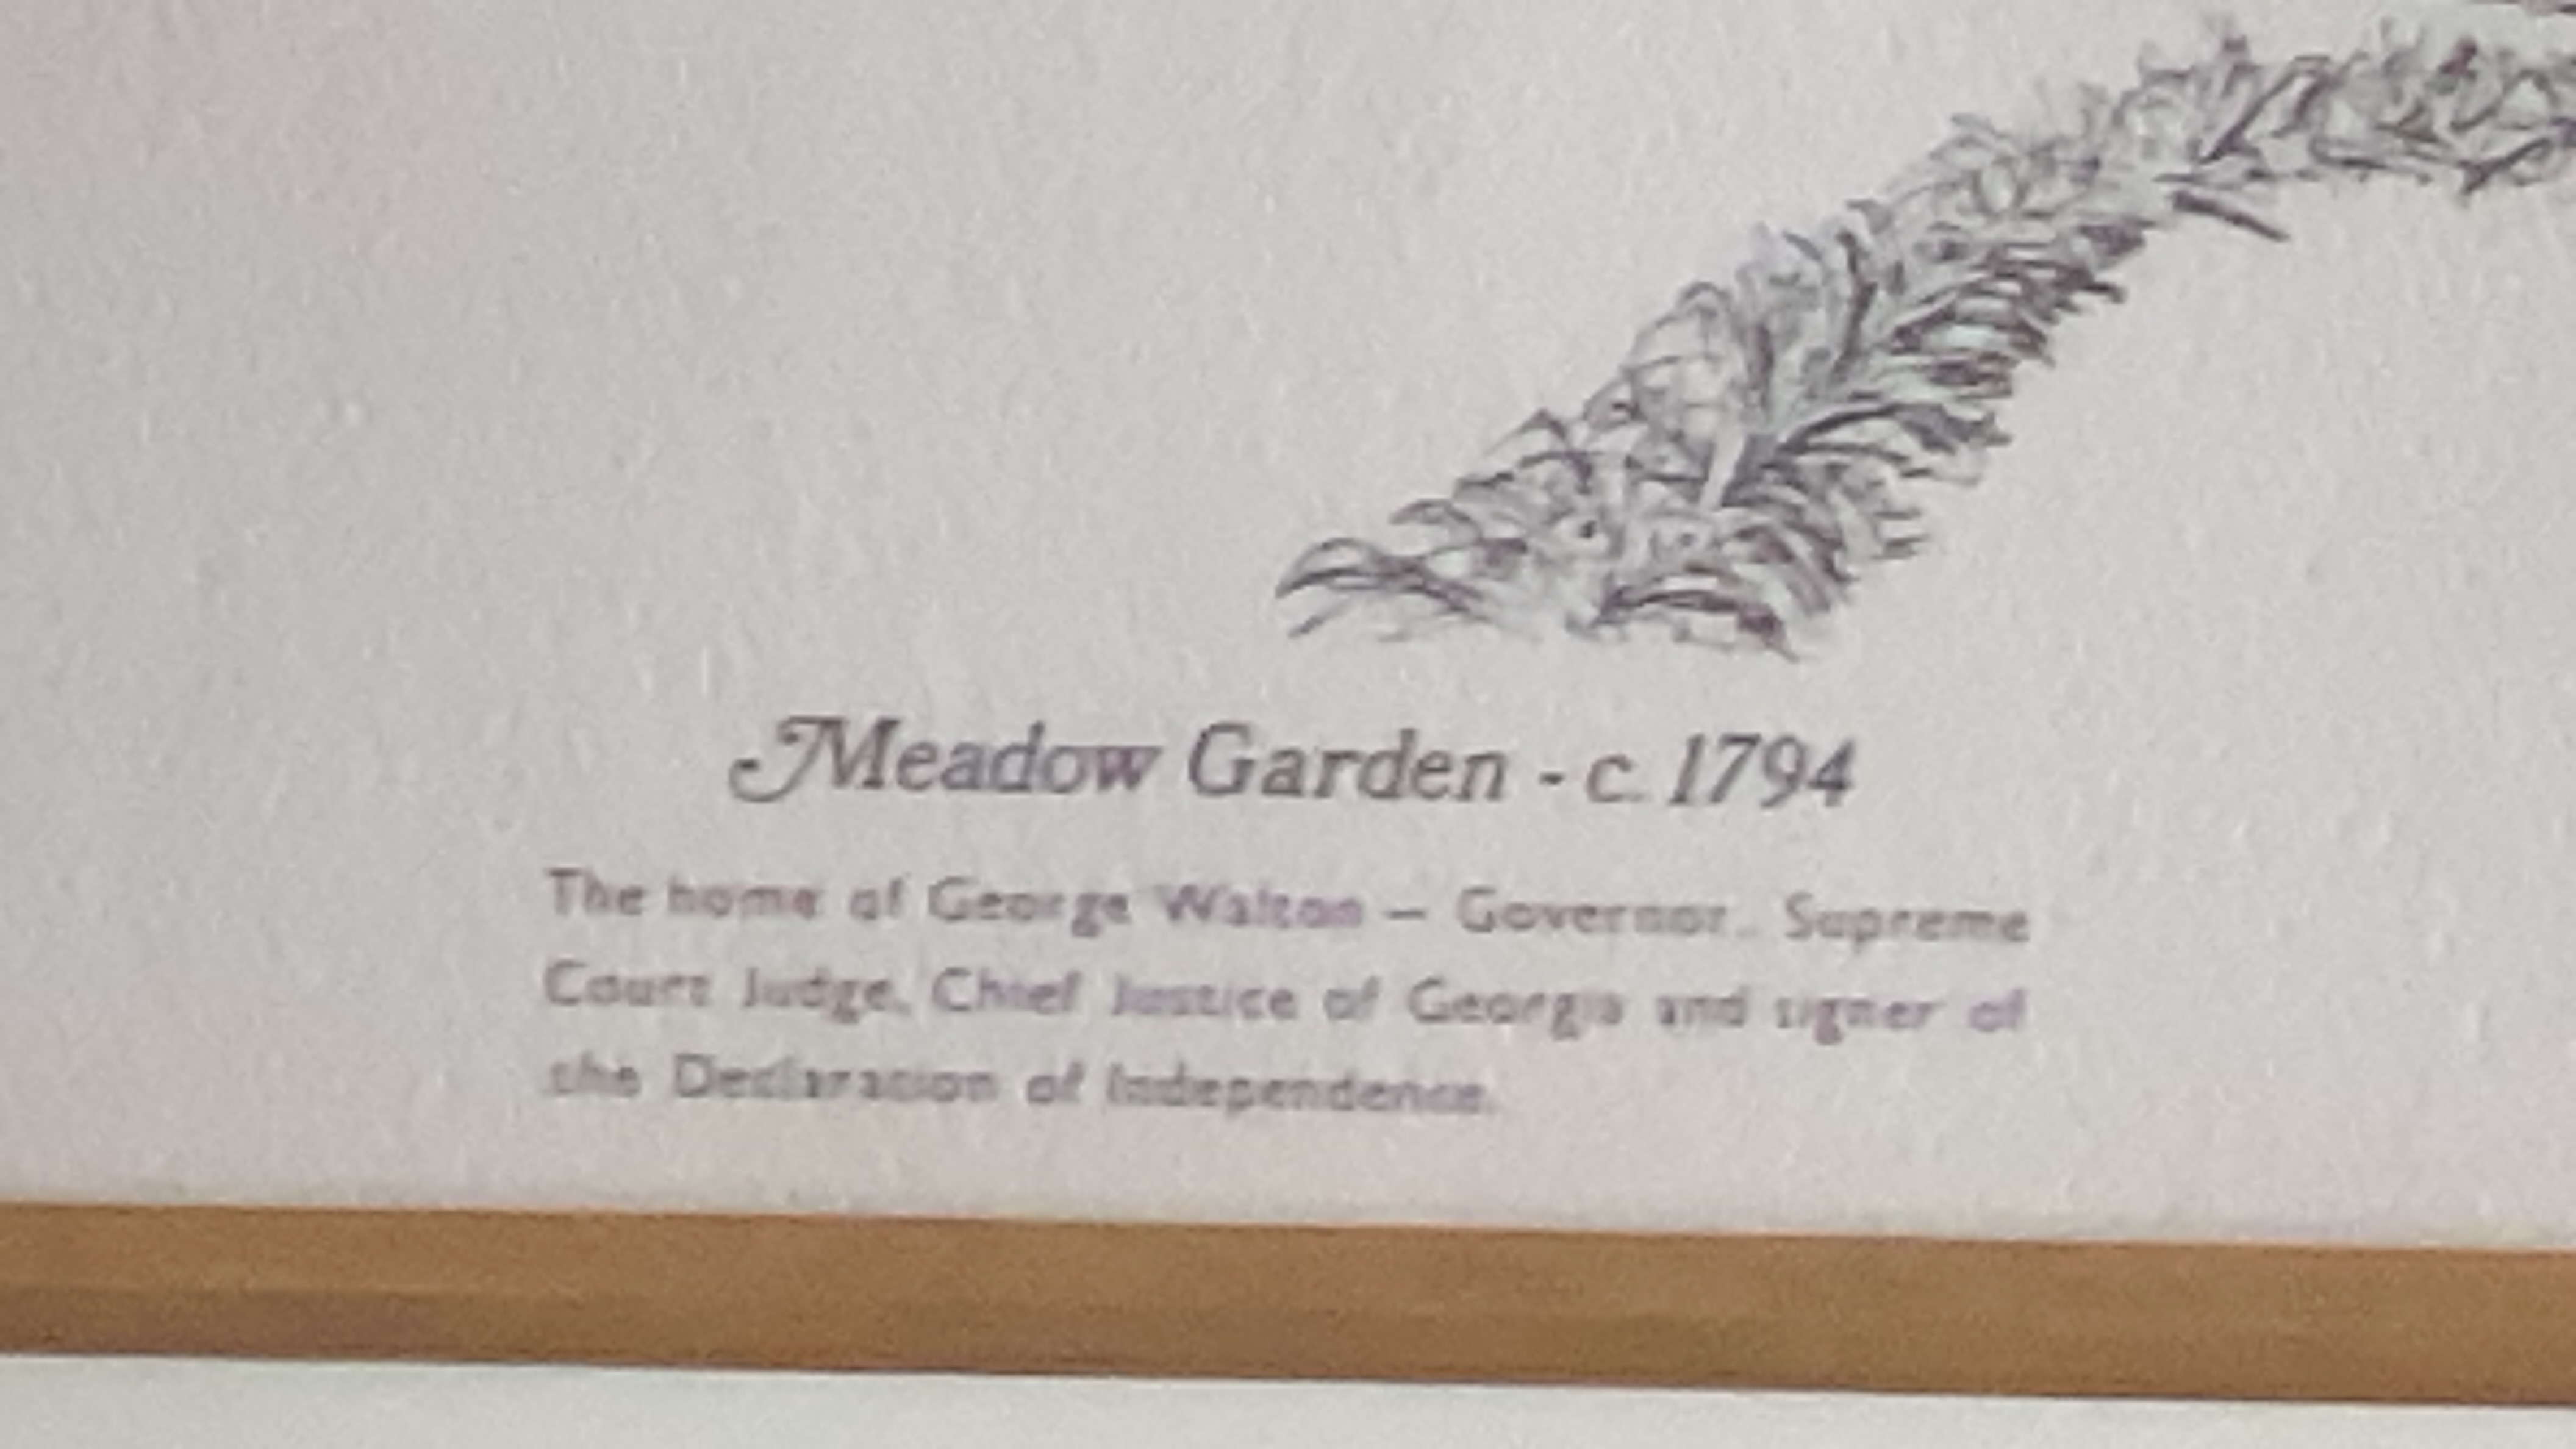 Meadow Garden - c. 1794
The home of George Walton — Governor, Supreme
Court Judge, Chief Justice of Georgia and signer of
the Declaration of Independence.